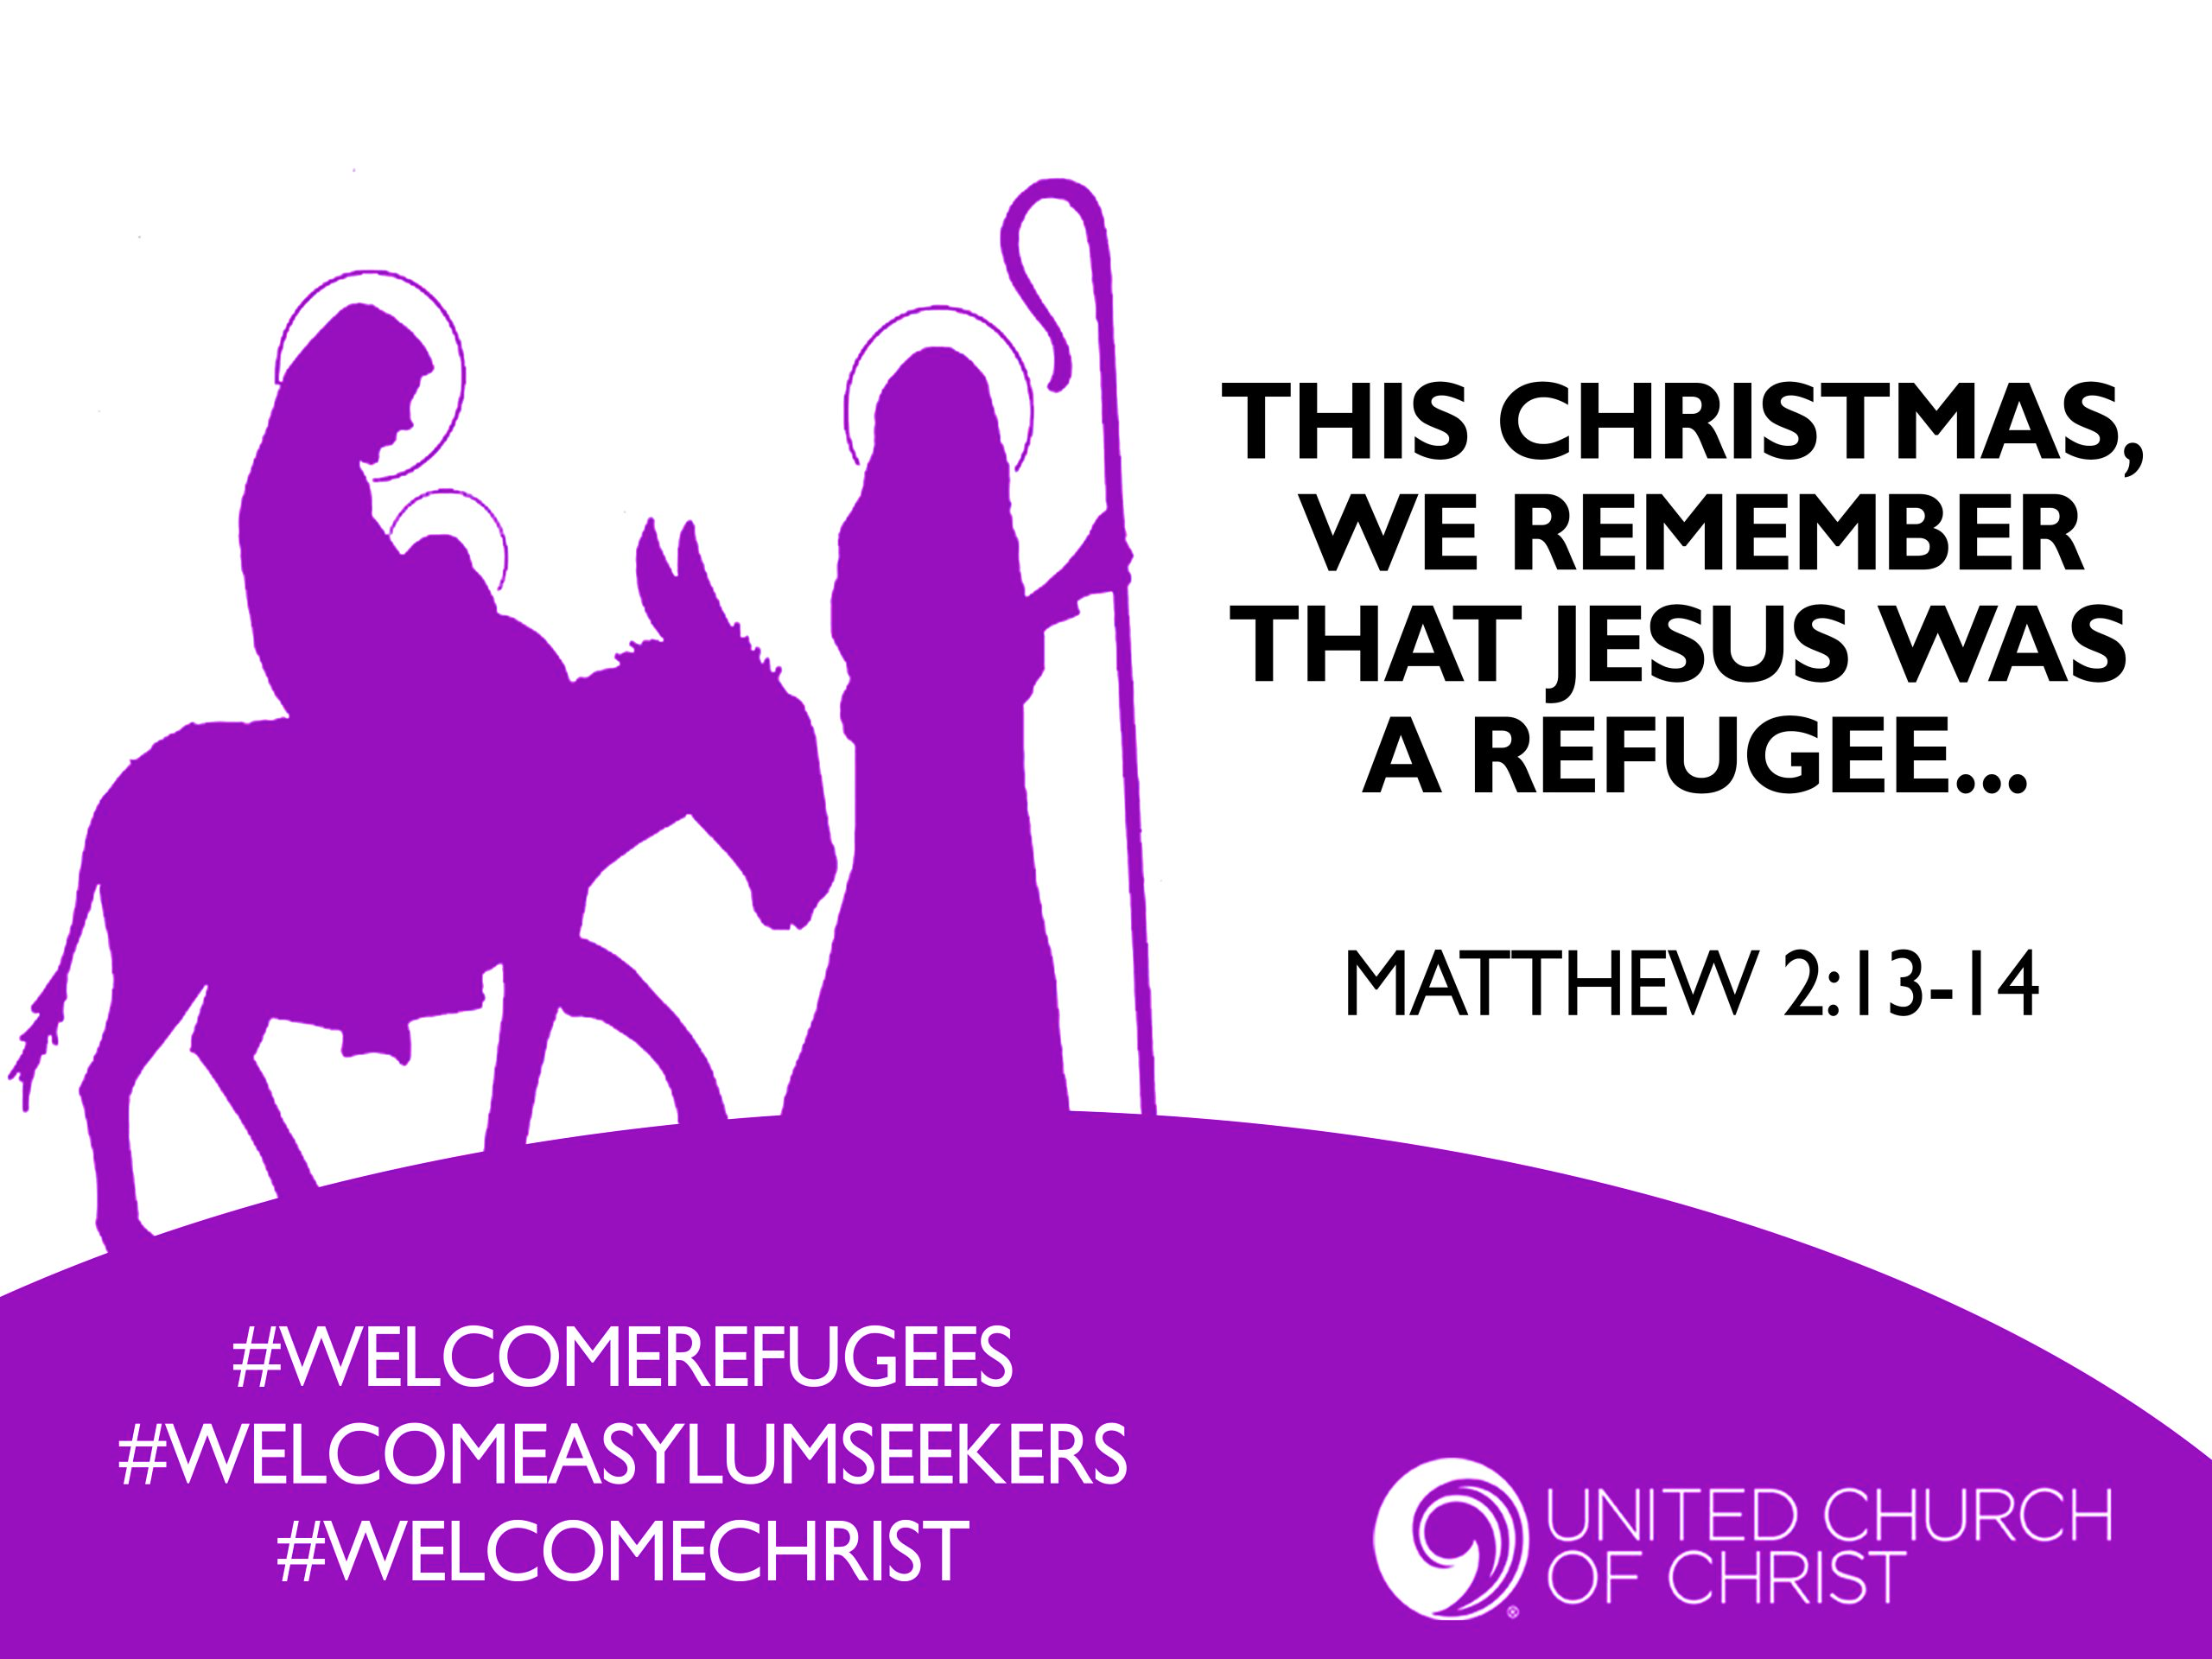 THIS CHRISTMAS,
WE REMEMBER
THAT JESUS WAS
A REFUGEE...
MATTHEW 2:13-14
#WELCOMEREFUGEES
#WELCOMEASYLUMSEEKERS
#WELCOMECHRIST
UNITED CHURCH
OF CHRIST